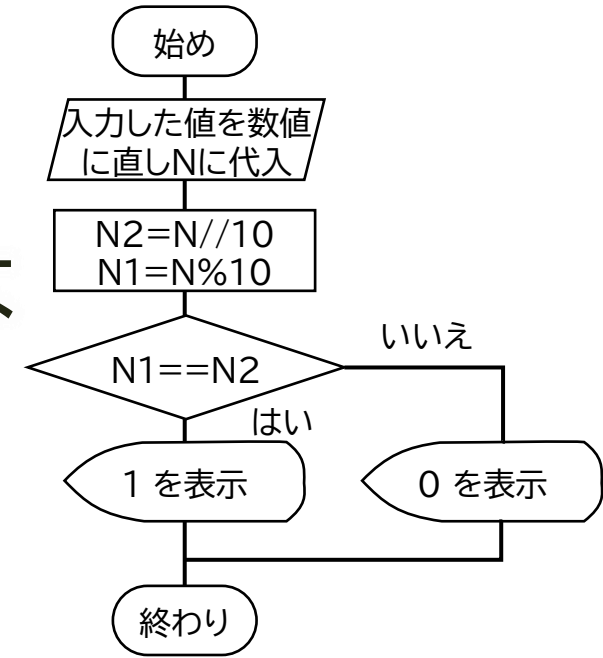 始め
入力した値を数値
に直しNに代入
N2=N//10
N1=N%10
N1==N2
いいえ
はい
1 を表示
0 を表示
終わり